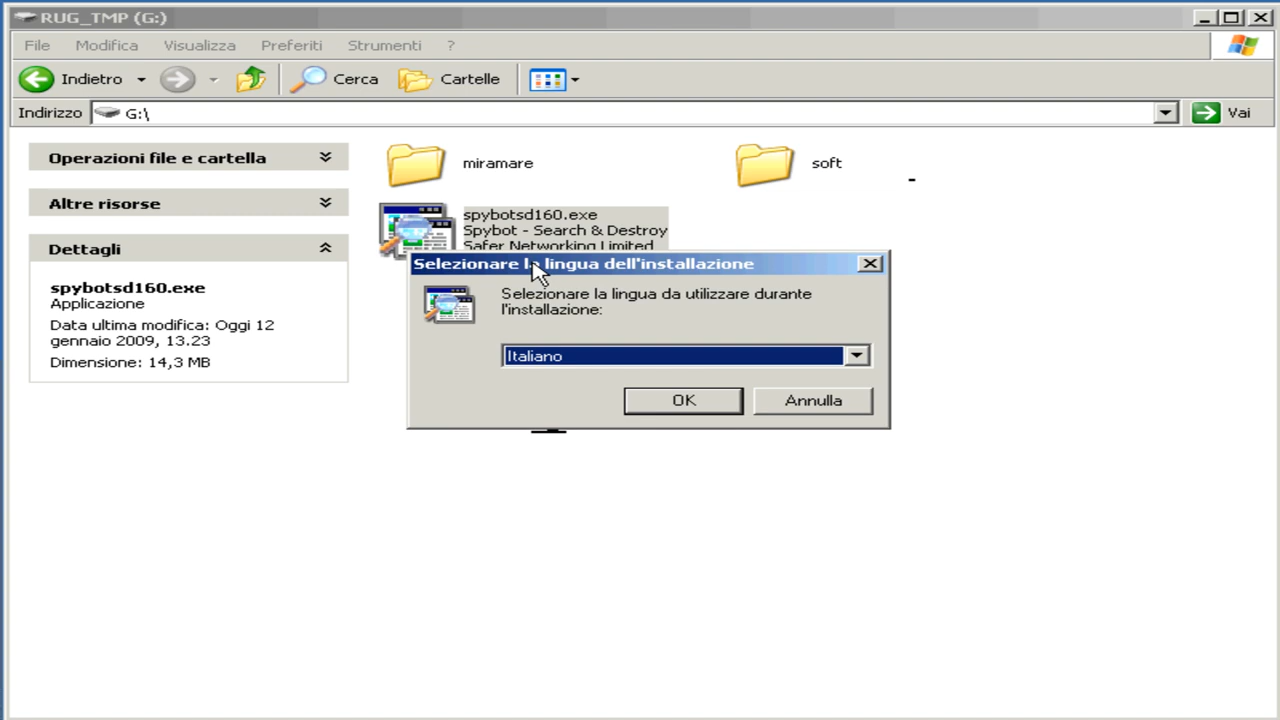 RUG_TMP (G:)
File Modifica Visualizza Preferiti Strumenti ?
Indietro Cerca Cartelle
Indirizzo G:\ Vai
Operazioni file e cartella
Altre risorse
Dettagli
spybotsd160.exe
Applicazione
Data ultima modifica: Oggi 12
gennaio 2009, 13.23
Dimensione: 14,3 MB
miramare
soft
spybotsd160.exe
Spybot - Search & Destroy
Safer Networking Limited
Selezionare la lingua dell'installazione
Selezionare la lingua da utilizzare durante
l'installazione:
Italiano
OK Annulla